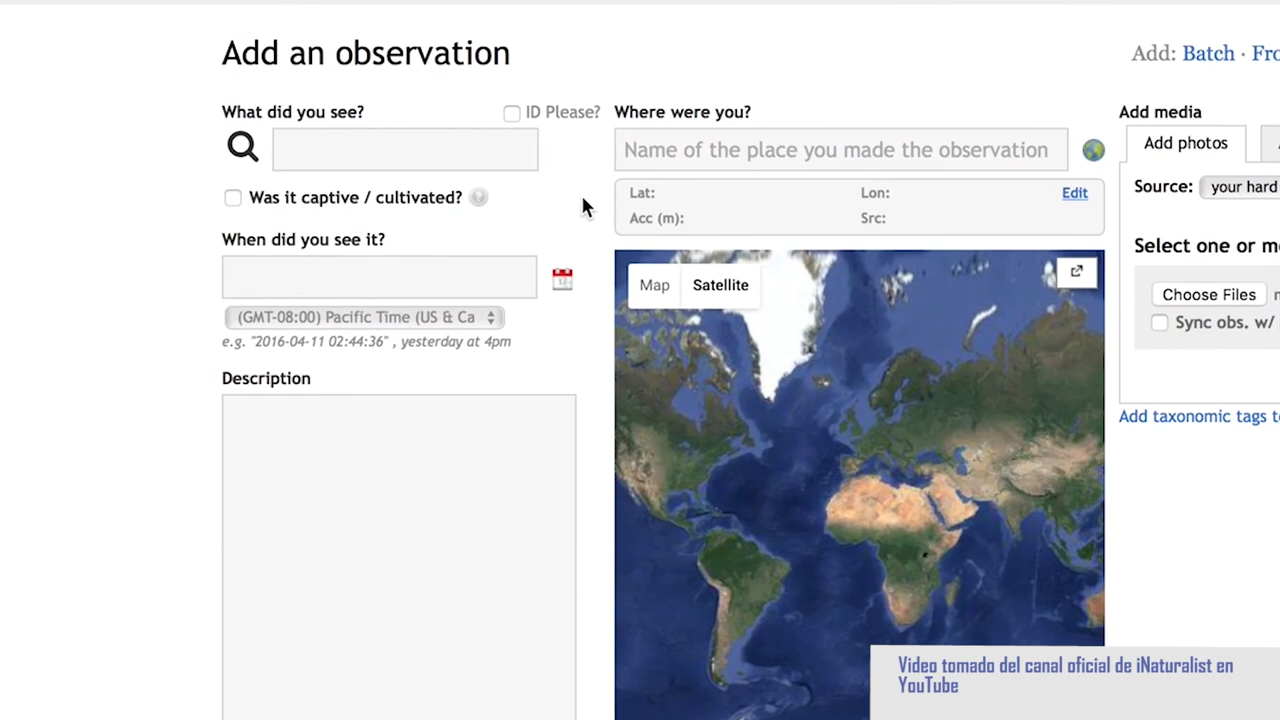 Add an observation
Add: Batch ·
What did you see?
ID Please?
Was it captive / cultivated?
When did you see it?
(GMT-08:00) Pacific Time (US & Ca
e.g. "2016-04-11 02:44:36" , yesterday at 4pm
Description
Where were you?
Name of the place you made the observation
Lat:
Lon:
Edit
Acc (m):
Src:
Map
Satellite
Add media
Add photos
Source: your hard
Select one or
Choose Files
Sync obs. w/
Add taxonomic tags
Video tomado del canal oficial de iNaturalist en
YouTube